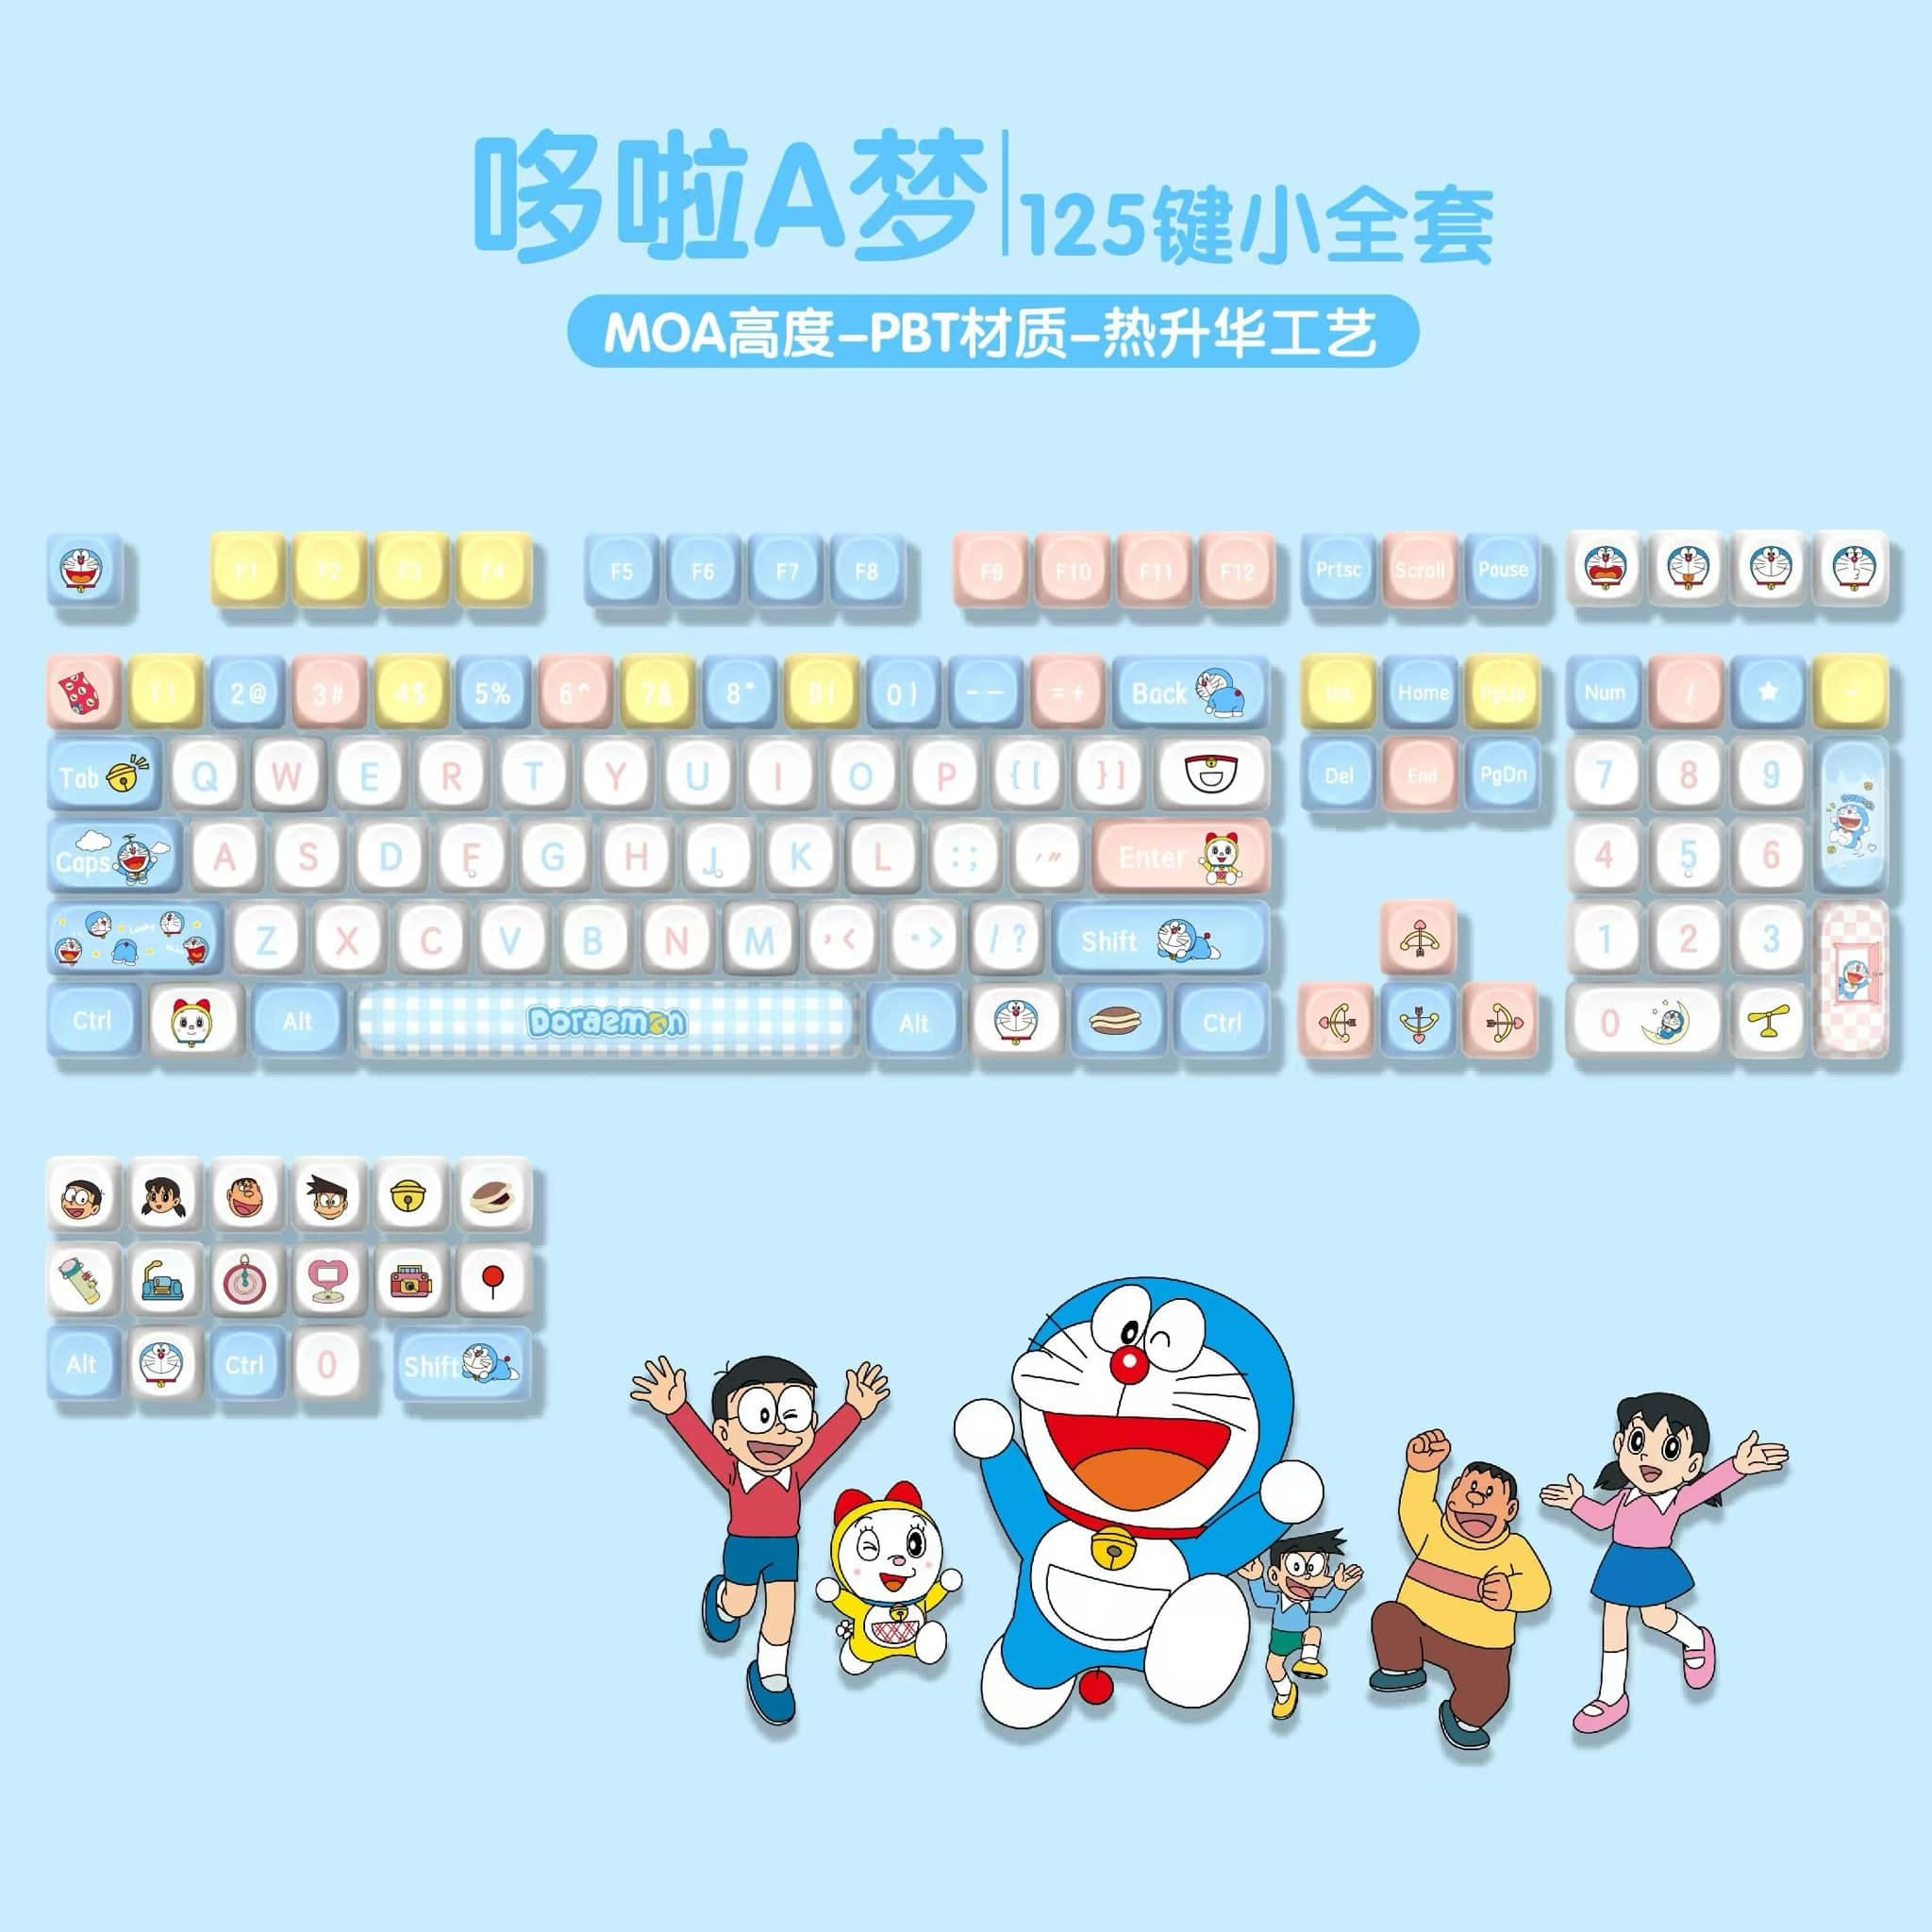 哆啦A梦 125键小全套
MOA高度-PBT材质-热升华工艺
F1 F2 F3 F4 F5 F6 F7 F8 F9 F10 F11 F12 Prtsc Scroll Pause
1! 2@ 3# 4$ 5% 6^ 7& 8* 9! 0) -- =+ Back Ins Home PgUp Num / ★ -
Tab Q W E R T Y U I O P {[ }] Del End PgDn 7 8 9
Caps A S D F G H J K L :; '" Enter 4 5 6
Z X C V B N M ,< .> /? Shift 1 2 3
Ctrl Alt Doraemon Alt Ctrl 0
Alt Ctrl 0 Shift